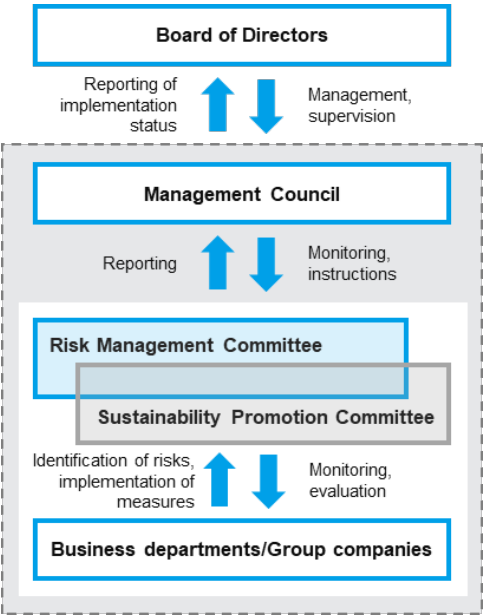 Board of Directors
Reporting of
implementation
status
Management,
supervision
Management Council
Reporting
Monitoring,
instructions
Risk Management Committee
Sustainability Promotion Committee
Identification of risks,
implementation of
measures
Monitoring,
evaluation
Business departments/Group companies